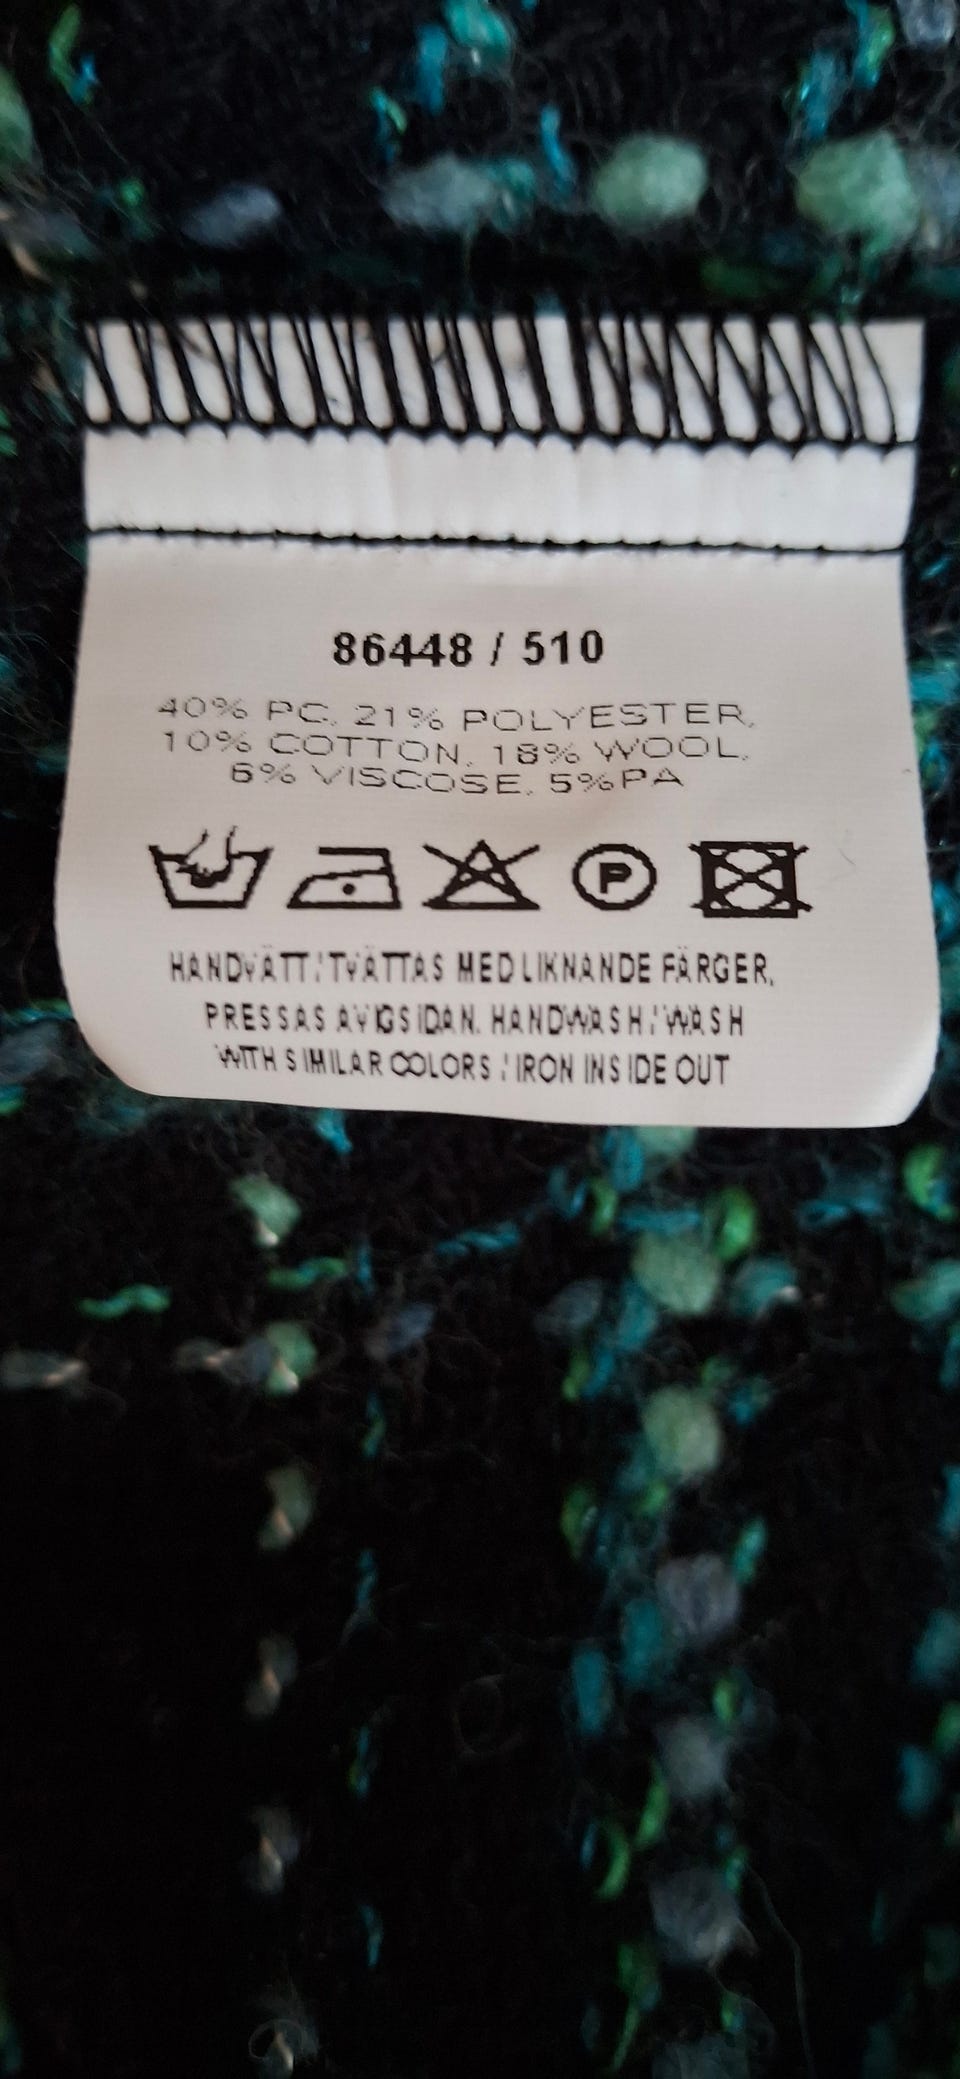 86448 / 510
40% PC, 21% POLYESTER,
10% COTTON, 18% WOOL,
6% VISCOSE, 5%PA
P
HANDVÄTT/TVÄTTAS MED LIKNANDE FÄRGER,
PRESSAS AVIGSIDAN. HANDWASH/WASH
WITH SIMILAR COLORS / IRON INSIDE OUT